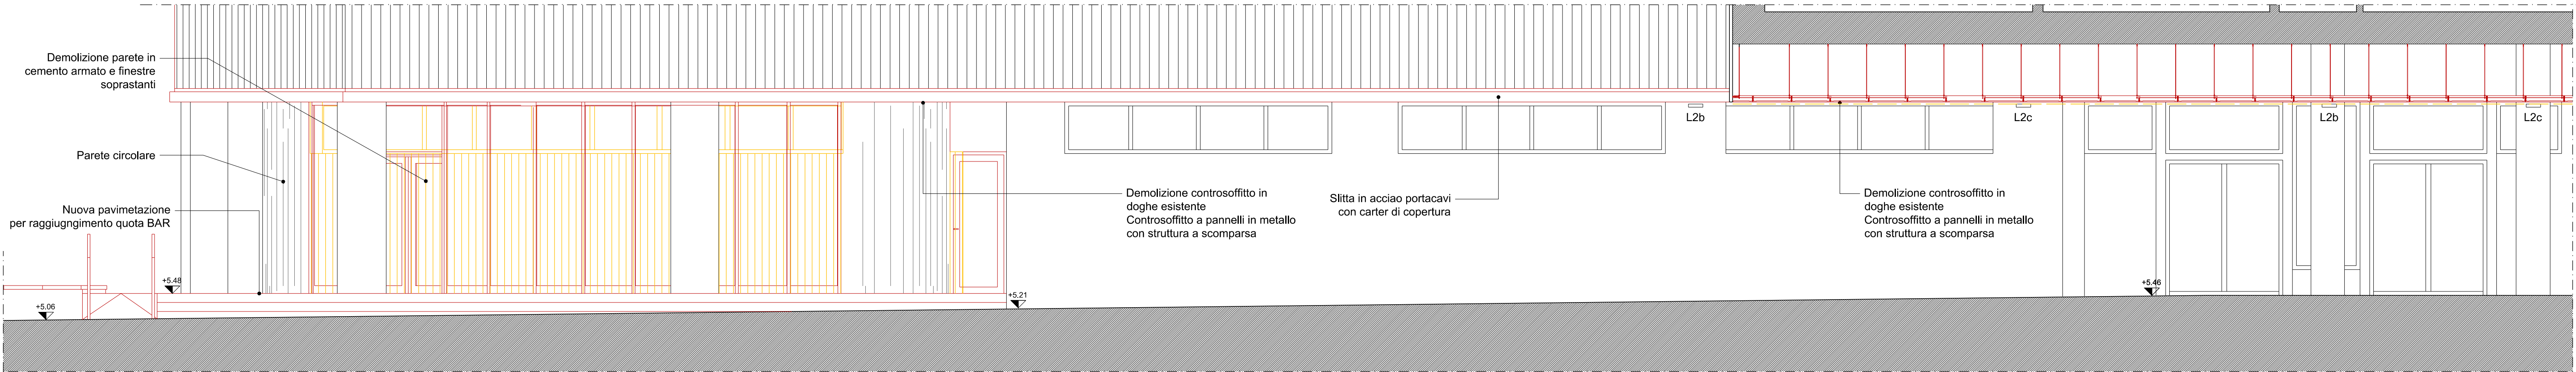 Demolizione parete in
cemento armato e finestre
soprastanti
Parete circolare
Nuova pavimetazione
per raggiugngimento quota BAR
+5.06
+5.48
+5,21
Demolizione controsoffitto in
doghe esistente
Controsoffitto a pannelli in metallo
con struttura a scomparsa
Slitta in acciao portacavi
con carter di copertura
L2b
Demolizione controsoffitto in
doghe esistente
Controsoffitto a pannelli in metallo
con struttura a scomparsa
L2c
+5.46
L2b
L2c